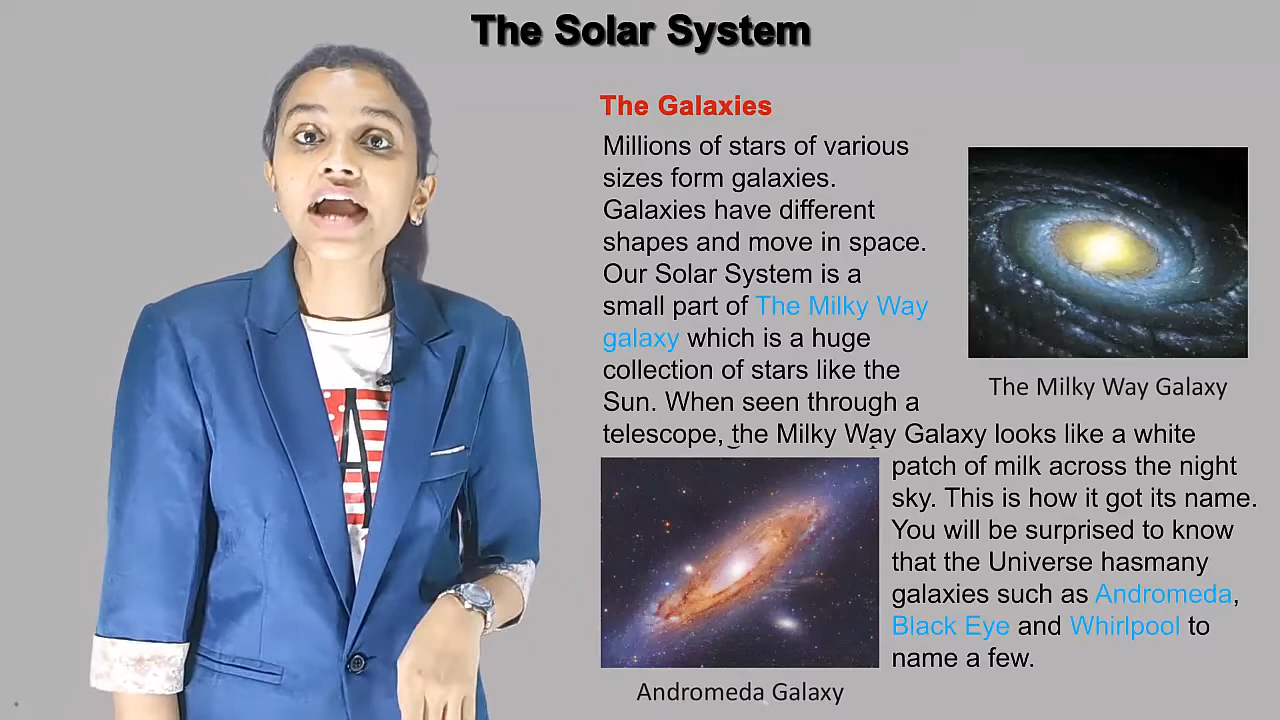 The Solar System
The Galaxies
Millions of stars of various
sizes form galaxies.
Galaxies have different
shapes and move in space.
Our Solar System is a
small part of The Milky Way
galaxy which is a huge
collection of stars like the
Sun. When seen through a
telescope, the Milky Way Galaxy looks like a white
patch of milk across the night
sky. This is how it got its name.
You will be surprised to know
that the Universe hasmany
galaxies such as Andromeda,
Black Eye and Whirlpool to
name a few.
The Milky Way Galaxy
Andromeda Galaxy
A